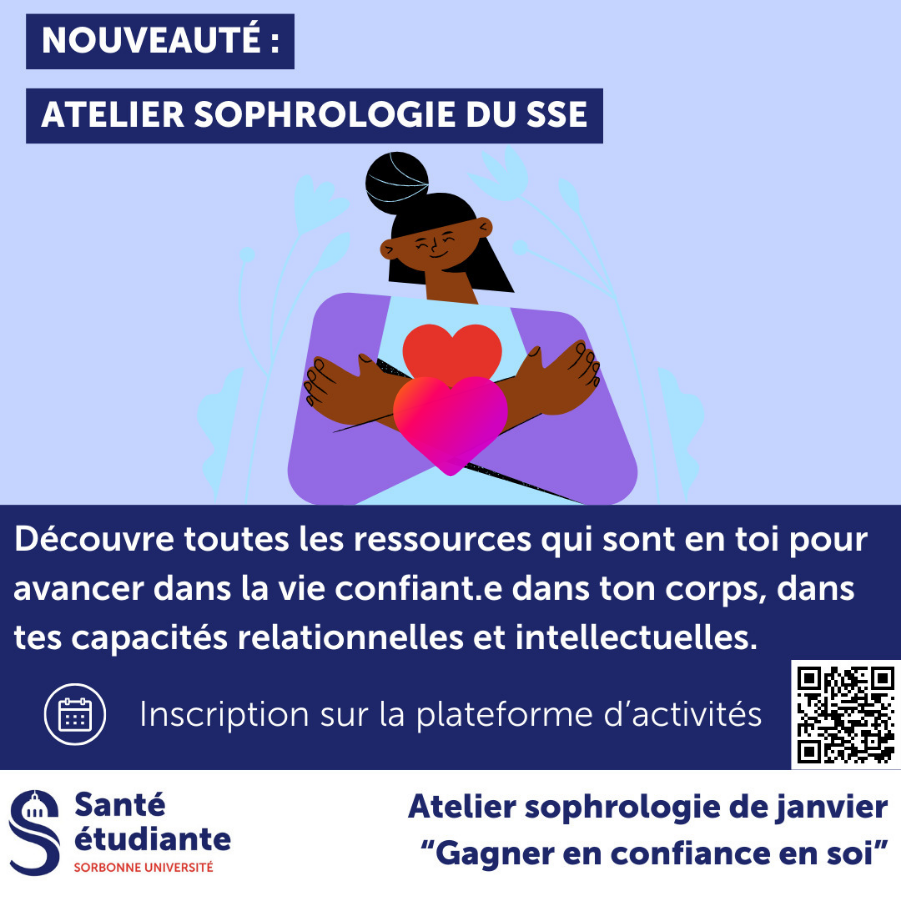 NOUVEAUTÉ :
ATELIER SOPHROLOGIE DU SSE
Découvre toutes les ressources qui sont en toi pour
avancer dans la vie confiant.e dans ton corps, dans
tes capacités relationnelles et intellectuelles.
Inscription sur la plateforme d’activités
Santé
étudiante
SORBONNE UNIVERSITÉ
Atelier sophrologie de janvier
“Gagner en confiance en soi”